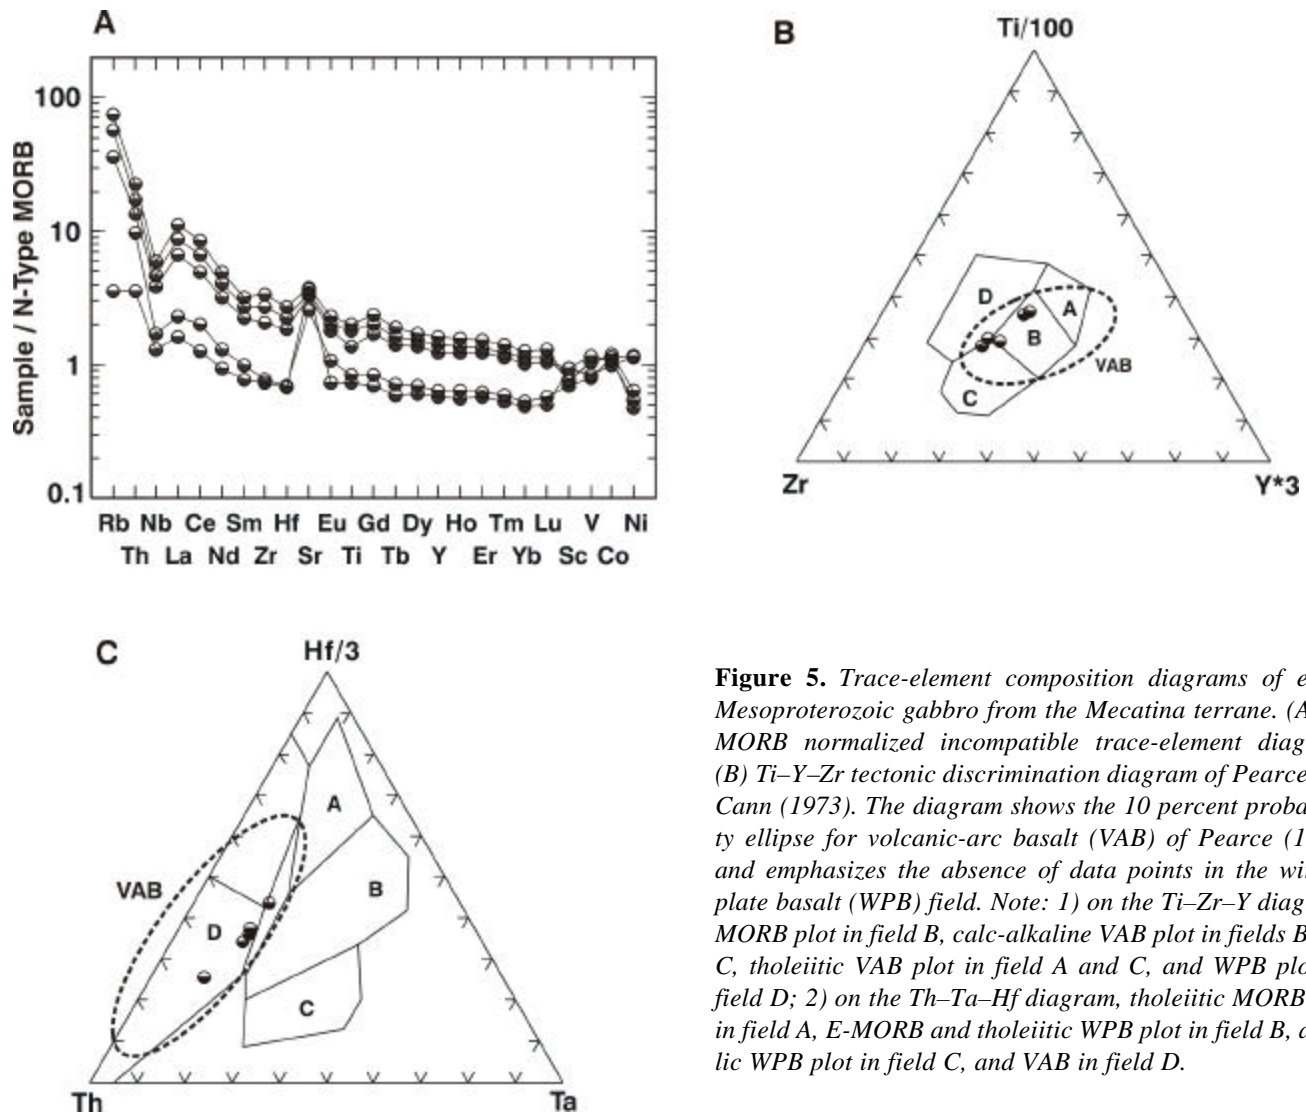 A
100
10
1
0.1
Sample / N-Type MORB
Rb Nb Ce Sm Hf Eu Gd Dy Ho Tm Lu V Ni
Th La Nd Zr Sr Ti Tb Y Er Yb Sc Co
B
Ti/100
D
A
B
VAB
C
Zr
Y*3
C
Hf/3
A
VAB
B
D
C
Th
Ta
Figure 5. Trace-element composition diagrams of e
Mesoproterozoic gabbro from the Mecatina terrane. (A
MORB normalized incompatible trace-element diag
(B) Ti–Y–Zr tectonic discrimination diagram of Pearce
Cann (1973). The diagram shows the 10 percent proba
ty ellipse for volcanic-arc basalt (VAB) of Pearce (1
and emphasizes the absence of data points in the wi
plate basalt (WPB) field. Note: 1) on the Ti–Zr–Y diag
MORB plot in field B, calc-alkaline VAB plot in fields B
C, tholeiitic VAB plot in field A and C, and WPB plo
field D; 2) on the Th–Ta–Hf diagram, tholeiitic MORB
in field A, E-MORB and tholeiitic WPB plot in field B, a
lic WPB plot in field C, and VAB in field D.